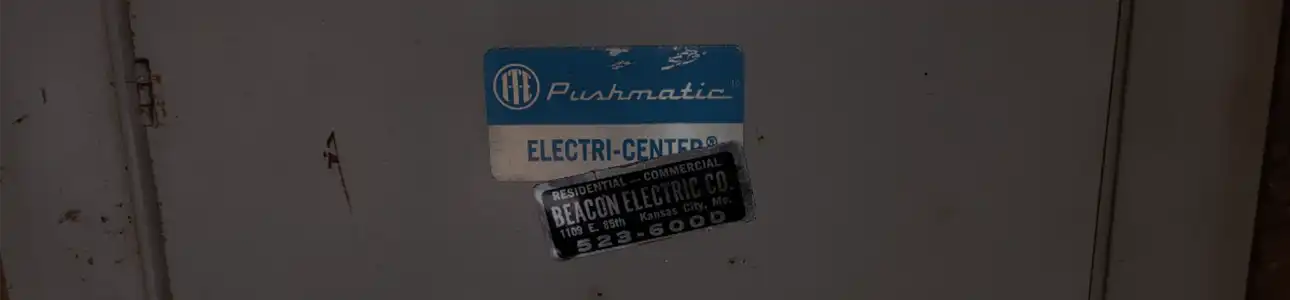 ITE Pushmatic
ELECTRI-CENTER®
RESIDENTIAL — COMMERCIAL
BEACON ELECTRIC CO.
1109 E. 85th Kansas City, Mo.
523-6000